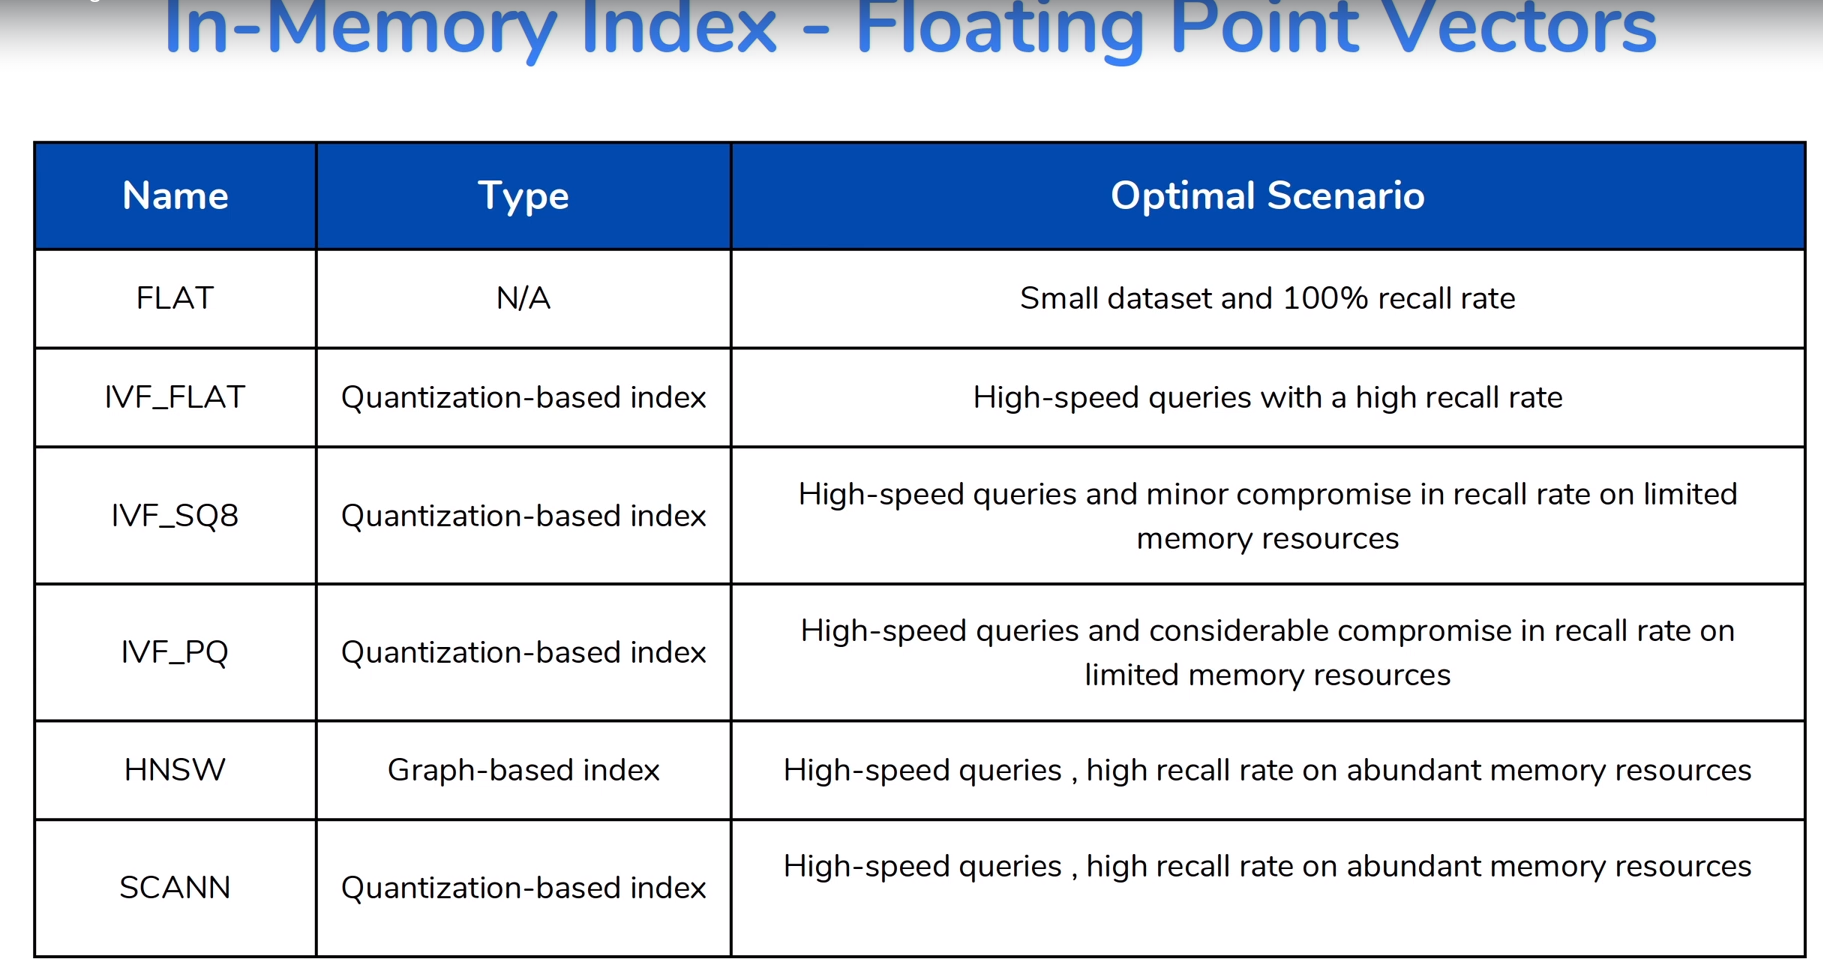 In-Memory Index - Floating Point Vectors
Name
Type
Optimal Scenario
FLAT
N/A
Small dataset and 100% recall rate
IVF_FLAT
Quantization-based index
High-speed queries with a high recall rate
IVF_SQ8
Quantization-based index
High-speed queries and minor compromise in recall rate on limited
memory resources
IVF_PQ
Quantization-based index
High-speed queries and considerable compromise in recall rate on
limited memory resources
HNSW
Graph-based index
High-speed queries , high recall rate on abundant memory resources
SCANN
Quantization-based index
High-speed queries , high recall rate on abundant memory resources